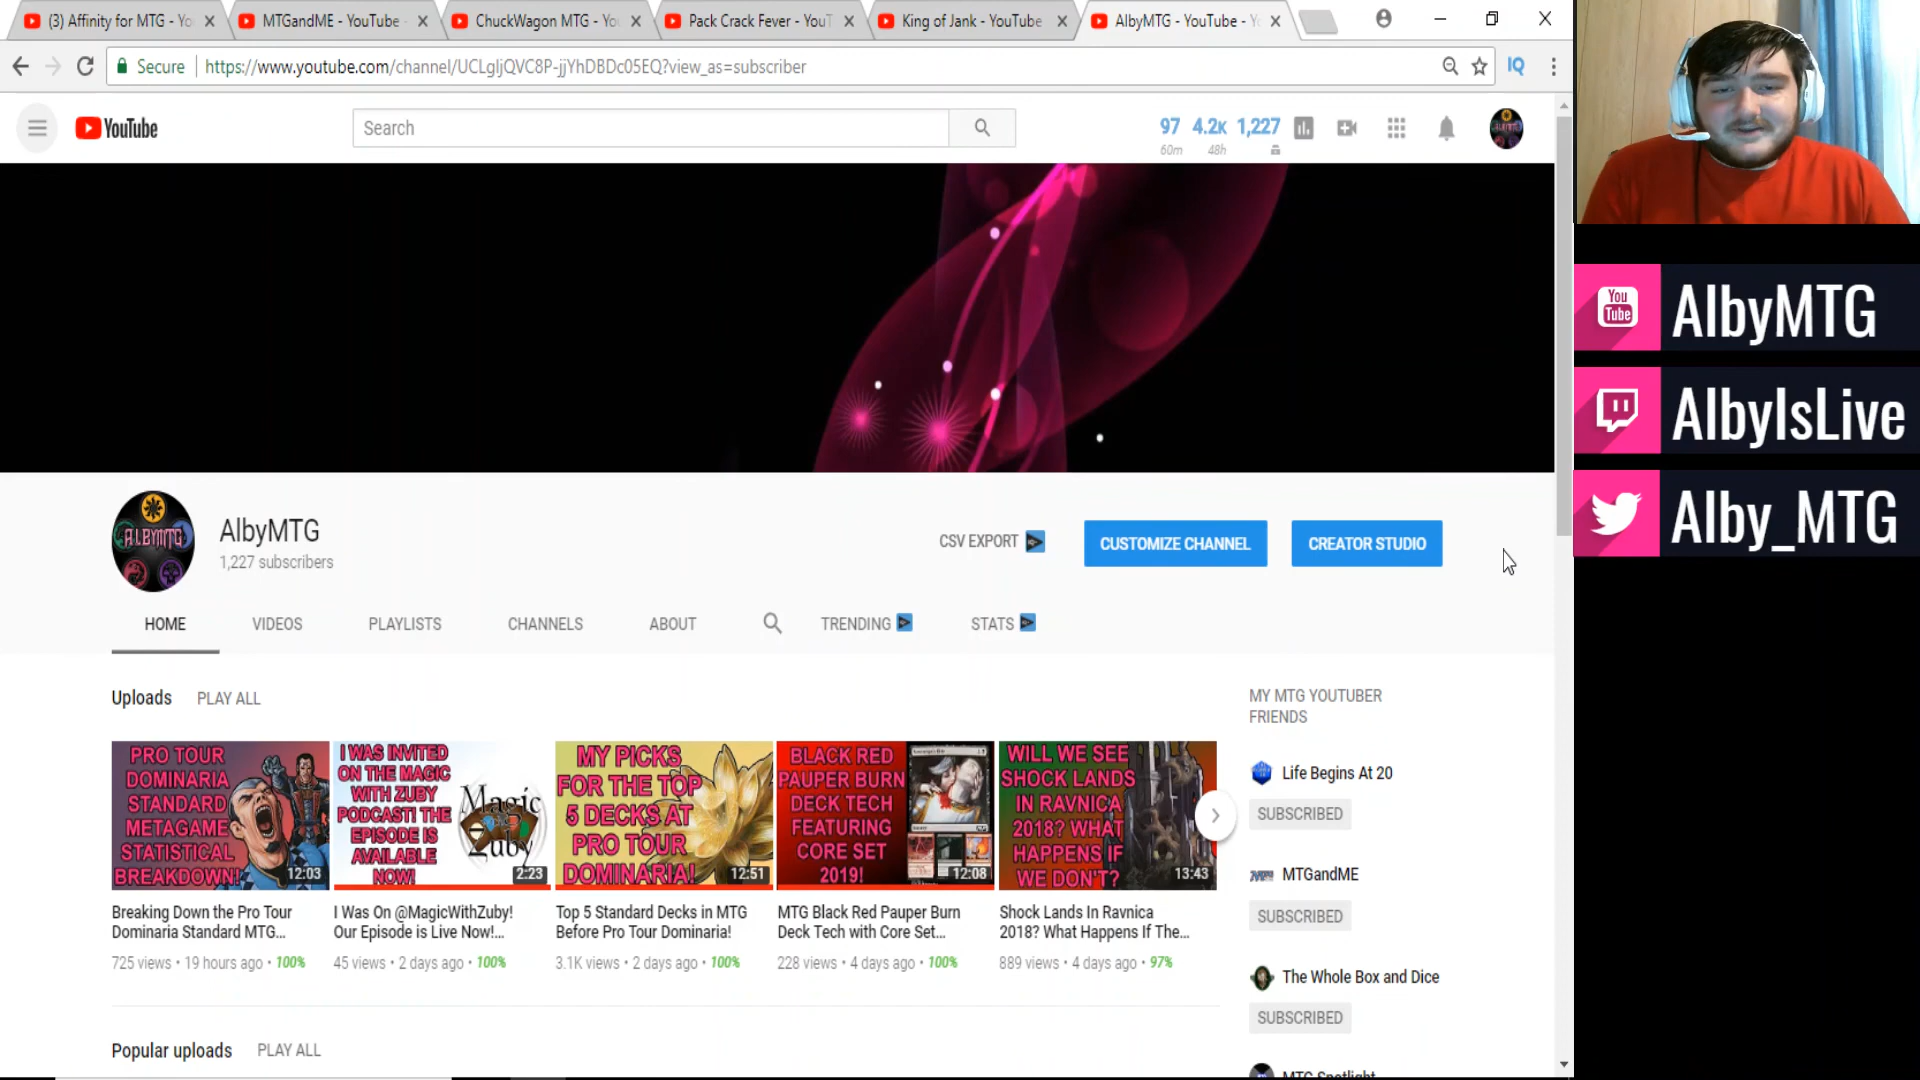 (3) Affinity for MTG - Yo
MTGandME - YouTube -
ChuckWagon MTG - Yo
Pack Crack Fever - YouT
King of Jank - YouTube
AlbyMTG - YouTube - Y
Secure
https://www.youtube.com/channel/UCLgIjQVC8P-jjYhDBDc05EQ?view_as=subscriber
IQ
YouTube
Search
97 4.2K 1,227
60m 48h
AlbyMTG
AlbyIsLive
Alby_MTG
You Tube
ALBYMTG
AlbyMTG
1,227 subscribers
CSV EXPORT
CUSTOMIZE CHANNEL
CREATOR STUDIO
HOME
VIDEOS
PLAYLISTS
CHANNELS
ABOUT
TRENDING
STATS
Uploads PLAY ALL
PRO TOUR
DOMINARIA
STANDARD
METAGAME
STATISTICAL
BREAKDOWN!
12:03
Breaking Down the Pro Tour
Dominaria Standard MTG...
725 views • 19 hours ago • 100%
I WAS INVITED
ON THE MAGIC
WITH ZUBY
PODCAST! THE
EPISODE IS
AVAILABLE
NOW!
Magic
Zuby
2:23
I Was On @MagicWithZuby!
Our Episode is Live Now!...
45 views • 2 days ago • 100%
MY PICKS
FOR THE TOP
5 DECKS AT
PRO TOUR
DOMINARIA!
12:51
Top 5 Standard Decks in MTG
Before Pro Tour Dominaria!
3.1K views • 2 days ago • 100%
BLACK RED
PAUPER BURN
DECK TECH
FEATURING
CORE SET
2019!
12:08
MTG Black Red Pauper Burn
Deck Tech with Core Set...
228 views • 4 days ago • 100%
WILL WE SEE
SHOCK LANDS
IN RAVNICA
2018? WHAT
HAPPENS IF
WE DON'T?
13:43
Shock Lands In Ravnica
2018? What Happens If The...
889 views • 4 days ago • 97%
MY MTG YOUTUBER
FRIENDS
Life Begins At 20
SUBSCRIBED
MTGandME
SUBSCRIBED
The Whole Box and Dice
SUBSCRIBED
MTG Spotlight
Popular uploads PLAY ALL